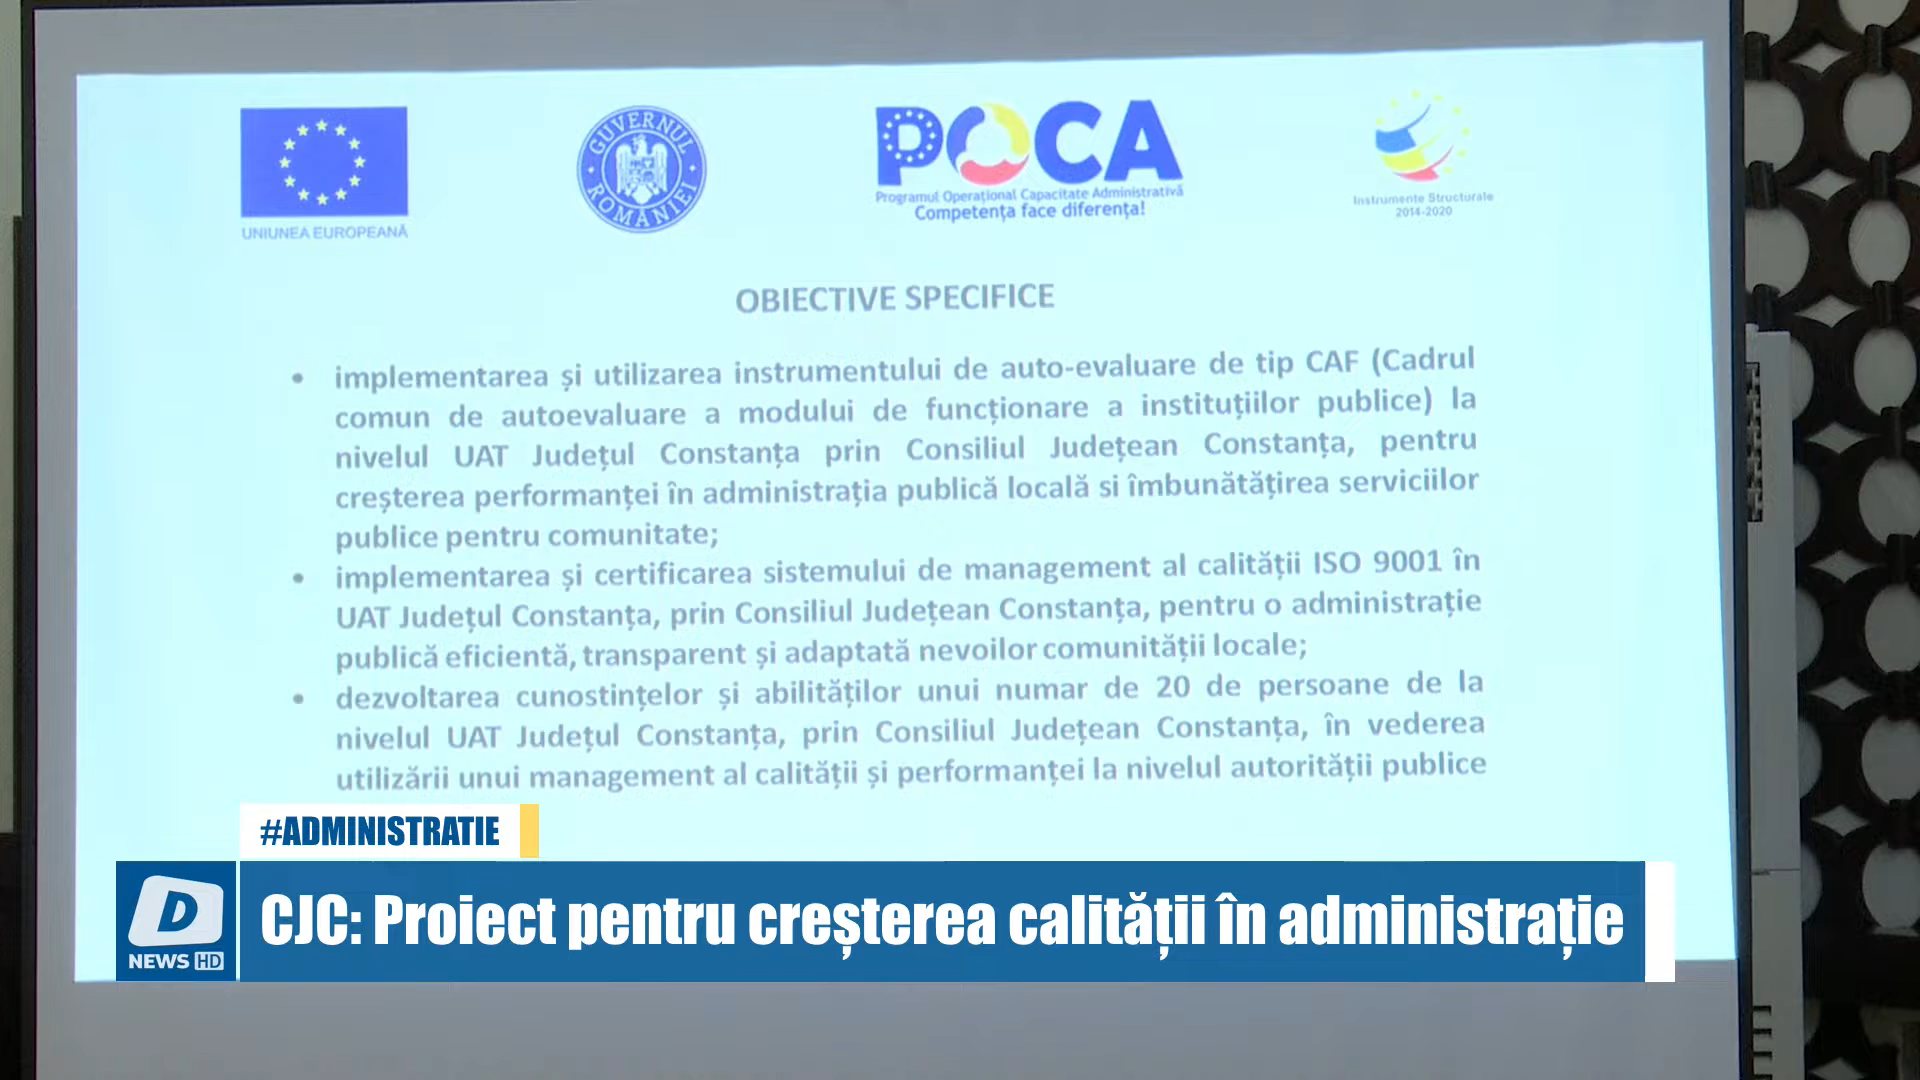 UNIUNEA EUROPEANĂ
GUVERNUL ROMÂNIEI
POCA
Programul Operațional Capacitate Administrativă
Competența face diferența!
Instrumente Structurale
2014-2020
OBIECTIVE SPECIFICE
• implementarea și utilizarea instrumentului de auto-evaluare de tip CAF (Cadrul
comun de autoevaluare a modului de funcționare a instituțiilor publice) la
nivelul UAT Județul Constanța prin Consiliul Județean Constanța, pentru
creșterea performanței în administrația publică locală si îmbunătățirea serviciilor
publice pentru comunitate;
• implementarea și certificarea sistemului de management al calității ISO 9001 în
UAT Județul Constanța, prin Consiliul Județean Constanța, pentru o administrație
publică eficientă, transparent și adaptată nevoilor comunității locale;
• dezvoltarea cunostințelor și abilităților unui numar de 20 de persoane de la
nivelul UAT Județul Constanța, prin Consiliul Județean Constanța, în vederea
utilizării unui management al calității și performanței la nivelul autorității publice
#ADMINISTRATIE
D
NEWS HD
CJC: Proiect pentru creșterea calității în administrație